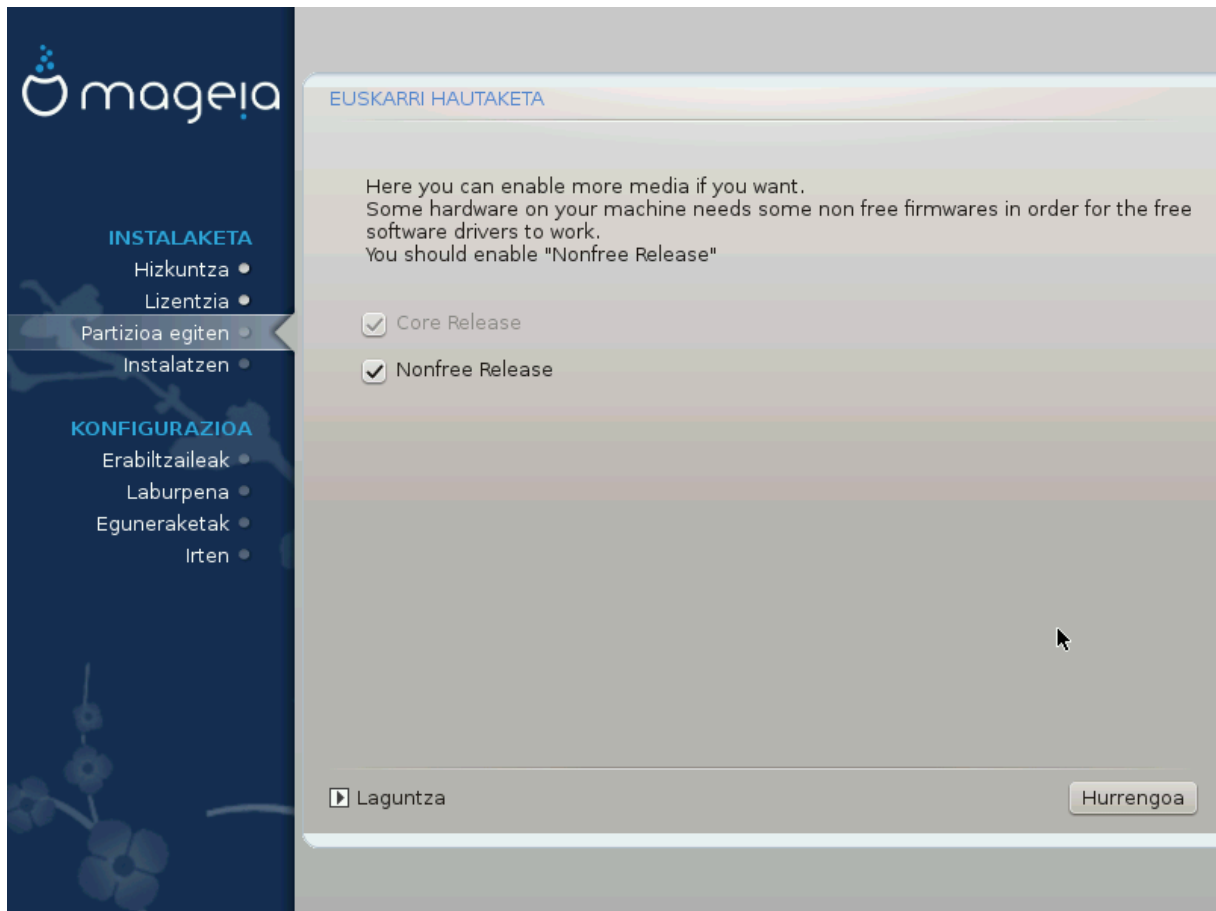 mageia
INSTALAKETA
Hizkuntza
Lizentzia
Partizioa egiten
Instalatzen
KONFIGURAZIOA
Erabiltzaileak
Laburpena
Eguneraketak
Irten
EUSKARRI HAUTAKETA
Here you can enable more media if you want.
Some hardware on your machine needs some non free firmwares in order for the free
software drivers to work.
You should enable "Nonfree Release"
Core Release
Nonfree Release
Laguntza
Hurrengoa